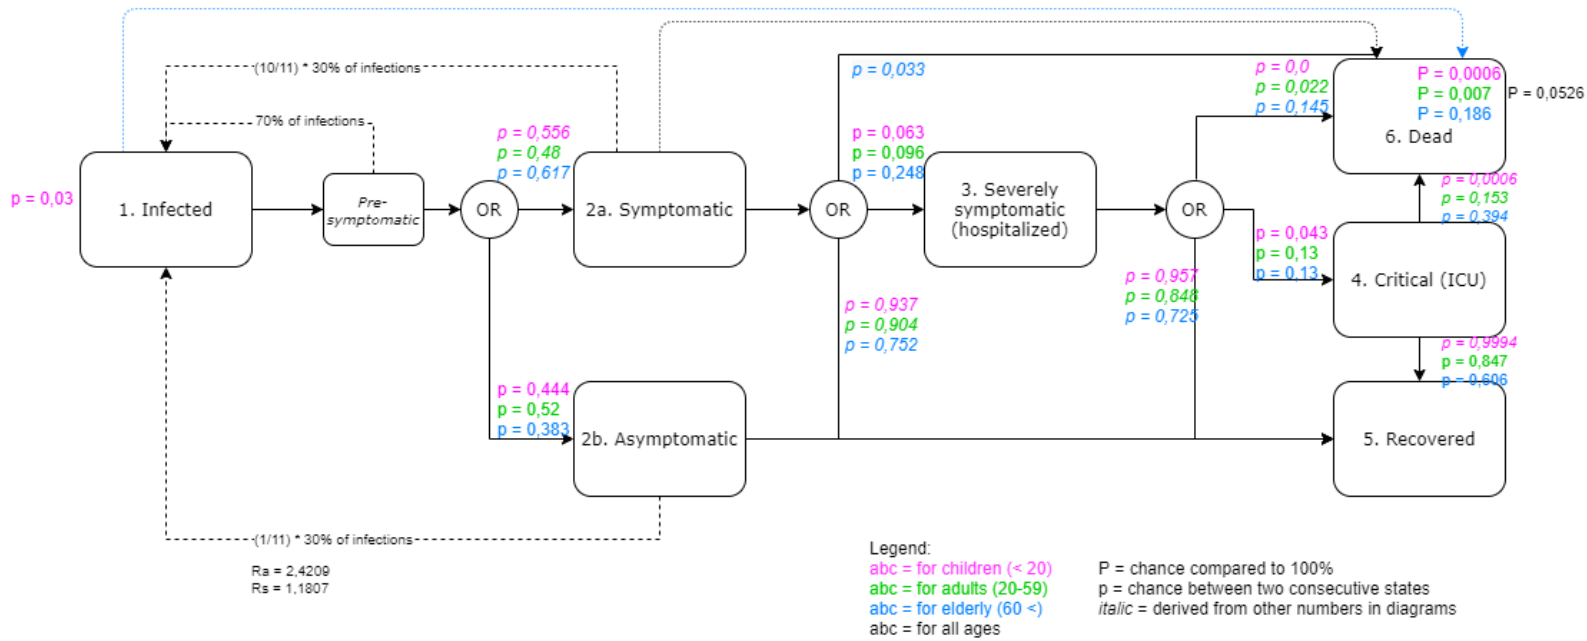 (10/11) * 30% of infections
70% of infections
p = 0,03
1. Infected
Pre-
symptomatic
OR
p = 0,556
p = 0,48
p = 0,617
2a. Symptomatic
p = 0,444
p = 0,52
p = 0,383
2b. Asymptomatic
(1/11) * 30% of infections
Ra = 2,4209
Rs = 1,1807
p = 0,033
p = 0,063
p = 0,096
p = 0,248
OR
p = 0,937
p = 0,904
p = 0,752
3. Severely
symptomatic
(hospitalized)
OR
p = 0,0
p = 0,022
p = 0,145
p = 0,043
p = 0,13
p = 0,13
p = 0,957
p = 0,848
p = 0,725
P = 0,0006
P = 0,007
P = 0,186
P = 0,0526
6. Dead
p = 0,0006
p = 0,153
p = 0,394
4. Critical (ICU)
p = 0,9994
p = 0,847
p = 0,606
5. Recovered
Legend:
abc = for children (< 20)
abc = for adults (20-59)
abc = for elderly (60 <)
abc = for all ages
P = chance compared to 100%
p = chance between two consecutive states
italic = derived from other numbers in diagrams